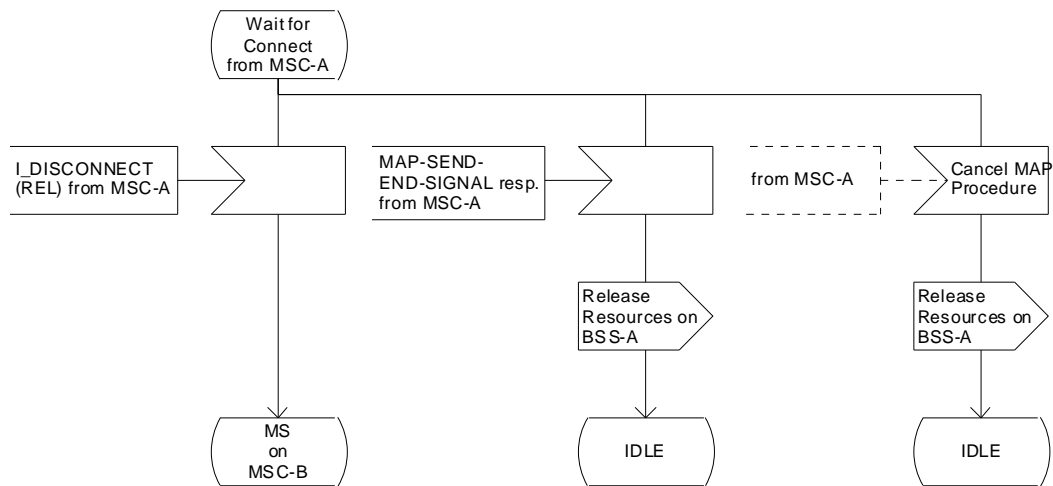 Wait for
Connect
from MSC-A
I_DISCONNECT
(REL) from MSC-A
MAP-SEND-
END-SIGNAL resp.
from MSC-A
from MSC-A
Cancel MAP
Procedure
Release
Resources on
BSS-A
Release
Resources on
BSS-A
MS
on
MSC-B
IDLE
IDLE